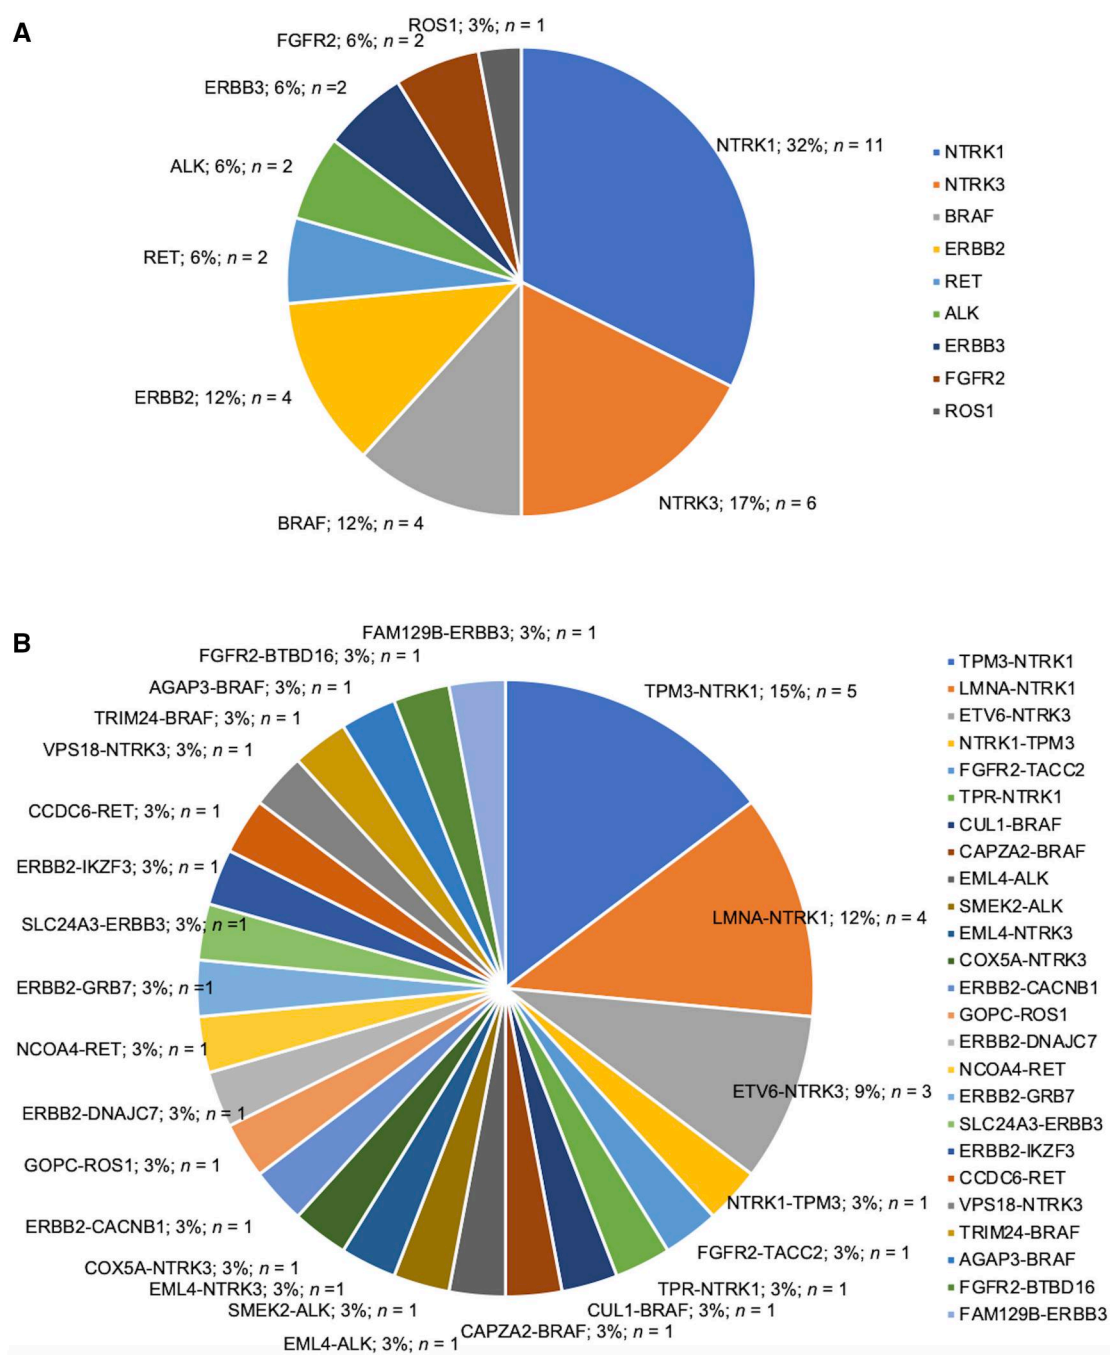 A
ROS1; 3%; n = 1
FGFR2; 6%; n = 2
ERBB3; 6%; n =2
ALK; 6%; n = 2
RET; 6%; n = 2
ERBB2; 12%; n = 4
BRAF; 12%; n = 4
NTRK3; 17%; n = 6
NTRK1; 32%; n = 11
NTRK1
NTRK3
BRAF
ERBB2
RET
ALK
ERBB3
FGFR2
ROS1
B
FAM129B-ERBB3; 3%; n = 1
FGFR2-BTBD16; 3%; n = 1
AGAP3-BRAF; 3%; n = 1
TRIM24-BRAF; 3%; n = 1
VPS18-NTRK3; 3%; n = 1
CCDC6-RET; 3%; n = 1
ERBB2-IKZF3; 3%; n = 1
SLC24A3-ERBB3; 3%; n =1
ERBB2-GRB7; 3%; n =1
NCOA4-RET; 3%; n = 1
ERBB2-DNAJC7; 3%; n = 1
GOPC-ROS1; 3%; n = 1
ERBB2-CACNB1; 3%; n = 1
COX5A-NTRK3; 3%; n = 1
EML4-NTRK3; 3%; n =1
SMEK2-ALK; 3%; n = 1
EML4-ALK; 3%; n = 1
CAPZA2-BRAF; 3%; n = 1
CUL1-BRAF; 3%; n = 1
TPR-NTRK1; 3%; n = 1
FGFR2-TACC2; 3%; n = 1
NTRK1-TPM3; 3%; n = 1
ETV6-NTRK3; 9%; n = 3
LMNA-NTRK1; 12%; n = 4
TPM3-NTRK1; 15%; n = 5
TPM3-NTRK1
LMNA-NTRK1
ETV6-NTRK3
NTRK1-TPM3
FGFR2-TACC2
TPR-NTRK1
CUL1-BRAF
CAPZA2-BRAF
EML4-ALK
SMEK2-ALK
EML4-NTRK3
COX5A-NTRK3
ERBB2-CACNB1
GOPC-ROS1
ERBB2-DNAJC7
NCOA4-RET
ERBB2-GRB7
SLC24A3-ERBB3
ERBB2-IKZF3
CCDC6-RET
VPS18-NTRK3
TRIM24-BRAF
AGAP3-BRAF
FGFR2-BTBD16
FAM129B-ERBB3